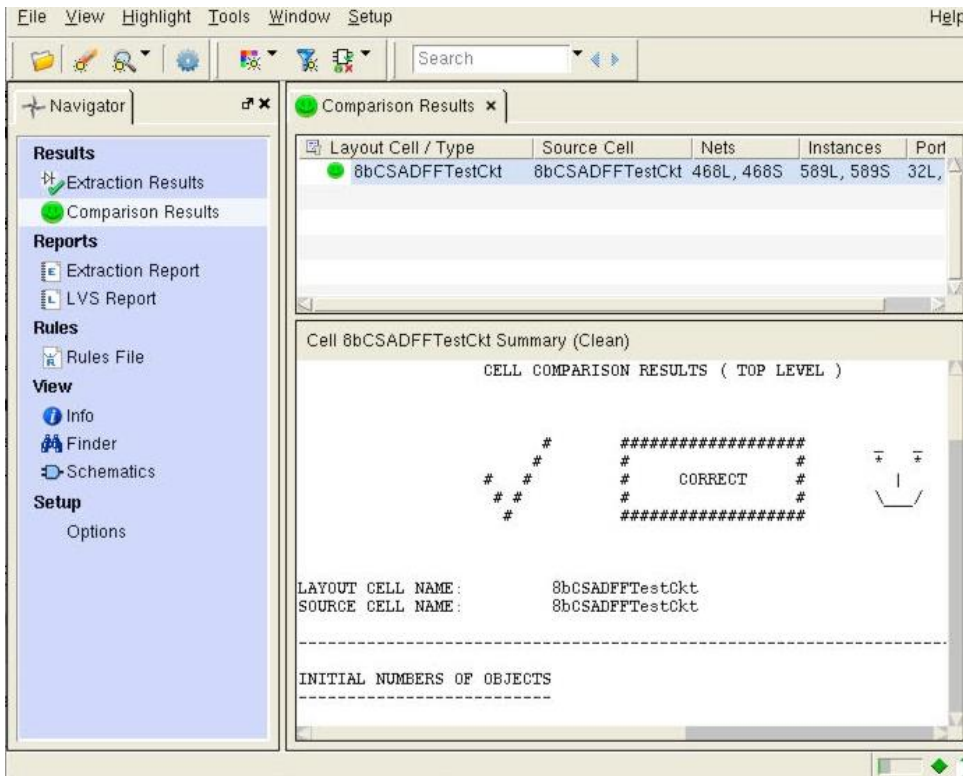 File View Highlight Tools Window Setup Help
Search
Navigator
Results
Extraction Results
Comparison Results
Reports
Extraction Report
LVS Report
Rules
Rules File
View
Info
Finder
Schematics
Setup
Options
Comparison Results
Layout Cell / Type Source Cell Nets Instances Port
8bCSADFFTestCkt 8bCSADFFTestCkt 468L, 468S 589L, 589S 32L,
Cell 8bCSADFFTestCkt Summary (Clean)
CELL COMPARISON RESULTS ( TOP LEVEL )
CORRECT
LAYOUT CELL NAME: 8bCSADFFTestCkt
SOURCE CELL NAME: 8bCSADFFTestCkt
INITIAL NUMBERS OF OBJECTS